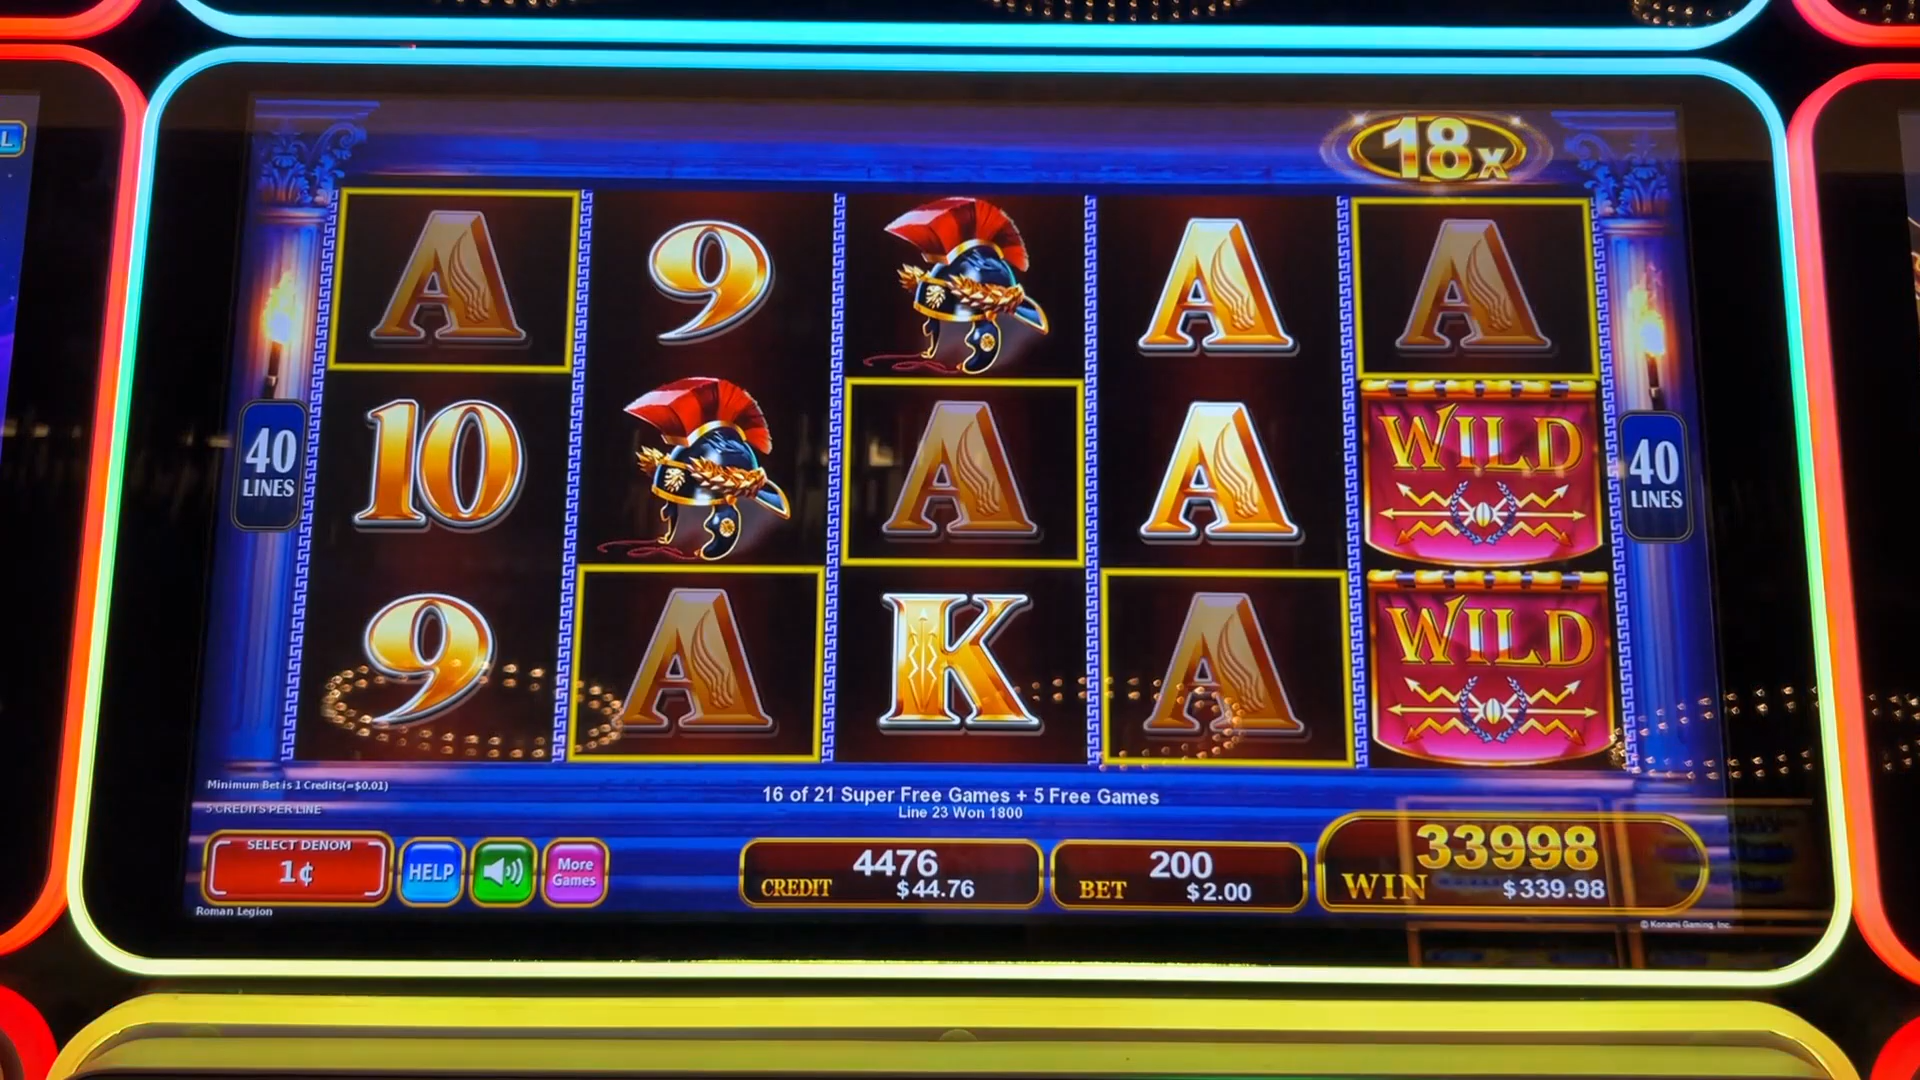 L
18x
A 9 A A
10 A A WILD
9 A K A WILD
40 LINES
40 LINES
Minimum Bet is 1 Credits(=$0.01)
5 CREDITS PER LINE
16 of 21 Super Free Games + 5 Free Games
Line 23 Won 1800
SELECT DENOM
1¢
HELP
More Games
4476
CREDIT $44.76
200
BET $2.00
33998
WIN $339.98
Roman Legion
© Konami Gaming, Inc.